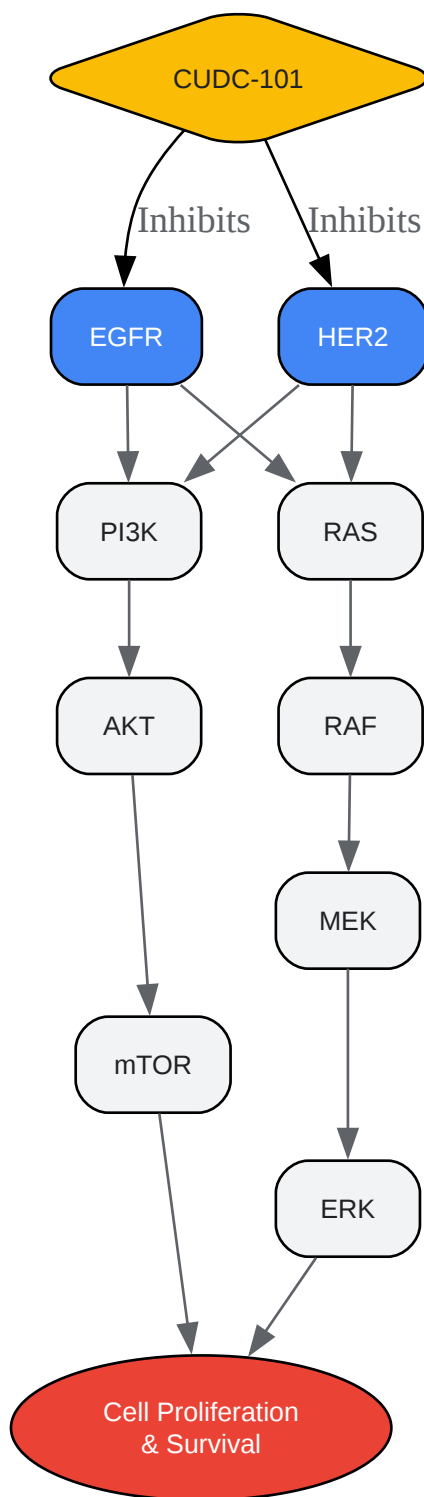 CUDC-101
Inhibits
Inhibits
EGFR
HER2
PI3K
RAS
AKT
RAF
MEK
mTOR
ERK
Cell Proliferation
& Survival